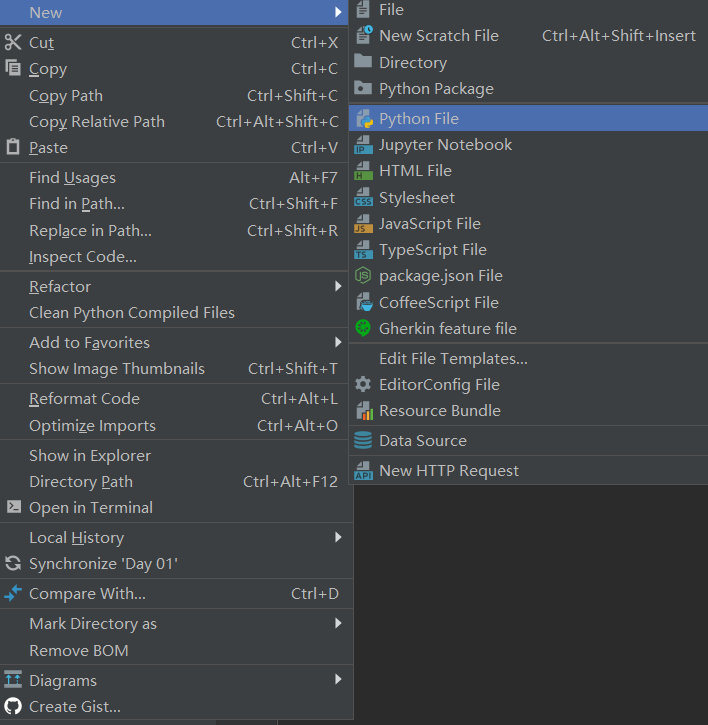 New
Cut Ctrl+X
Copy Ctrl+C
Copy Path Ctrl+Shift+C
Copy Relative Path Ctrl+Alt+Shift+C
Paste Ctrl+V
Find Usages Alt+F7
Find in Path... Ctrl+Shift+F
Replace in Path... Ctrl+Shift+R
Inspect Code...
Refactor
Clean Python Compiled Files
Add to Favorites
Show Image Thumbnails Ctrl+Shift+T
Reformat Code Ctrl+Alt+L
Optimize Imports Ctrl+Alt+O
Show in Explorer
Directory Path Ctrl+Alt+F12
Open in Terminal
Local History
Synchronize 'Day 01'
Compare With... Ctrl+D
Mark Directory as
Remove BOM
Diagrams
Create Gist...
File
New Scratch File Ctrl+Alt+Shift+Insert
Directory
Python Package
Python File
IP Jupyter Notebook
H HTML File
CSS Stylesheet
JS JavaScript File
TS TypeScript File
JS package.json File
CoffeeScript File
Gherkin feature file
Edit File Templates...
EditorConfig File
Resource Bundle
Data Source
API New HTTP Request